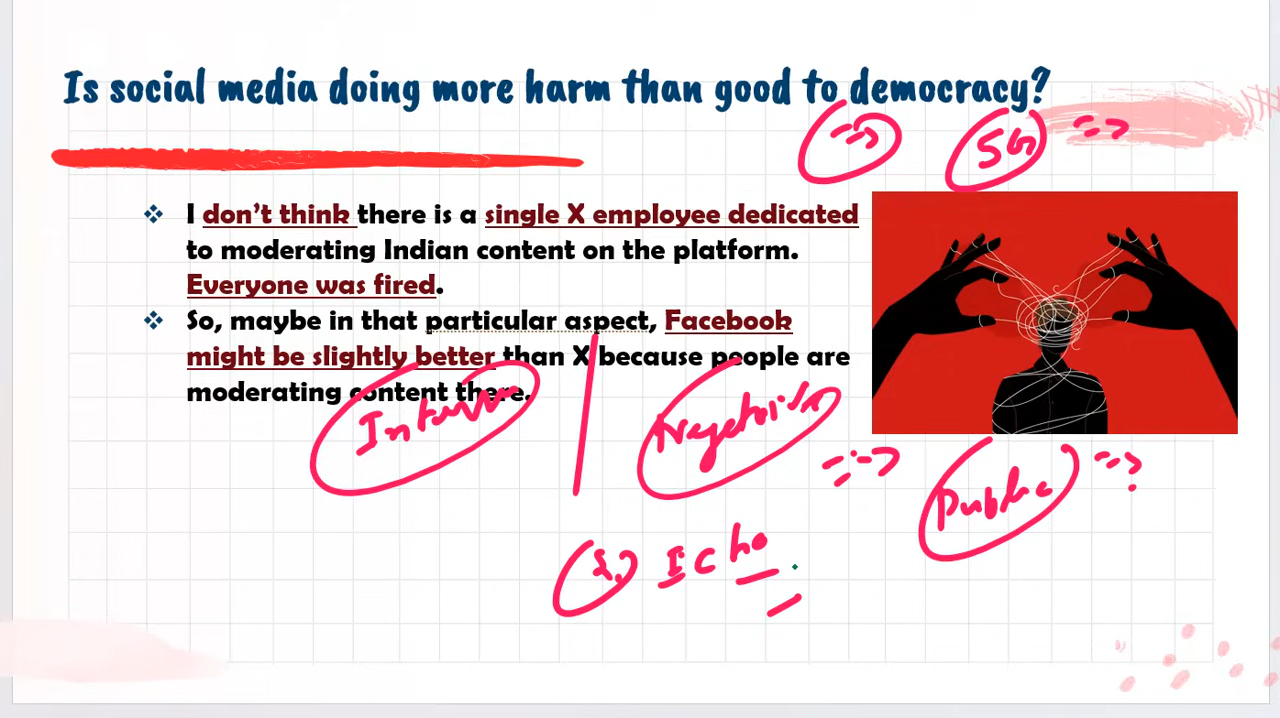 Is social media doing more harm than good to democracy?
5G
❖ I don't think there is a single X employee dedicated
to moderating Indian content on the platform.
Everyone was fired.
❖ So, maybe in that particular aspect, Facebook
might be slightly better than X because people are
moderating content there.
Negative
Public
Echo